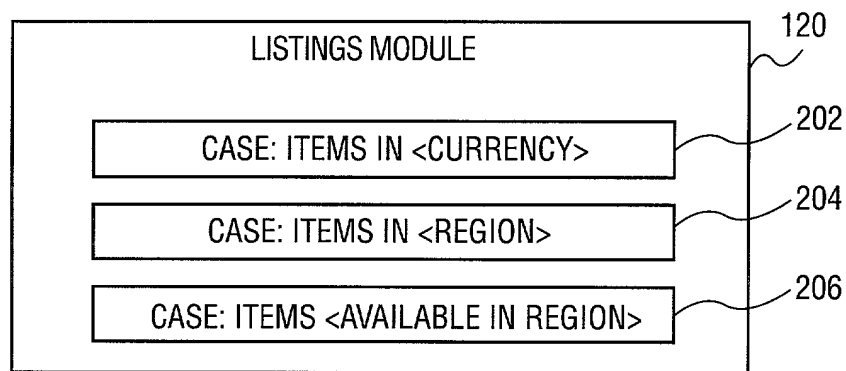 120
LISTINGS MODULE
CASE: ITEMS IN <CURRENCY>
202
CASE: ITEMS IN <REGION>
204
CASE: ITEMS <AVAILABLE IN REGION>
206